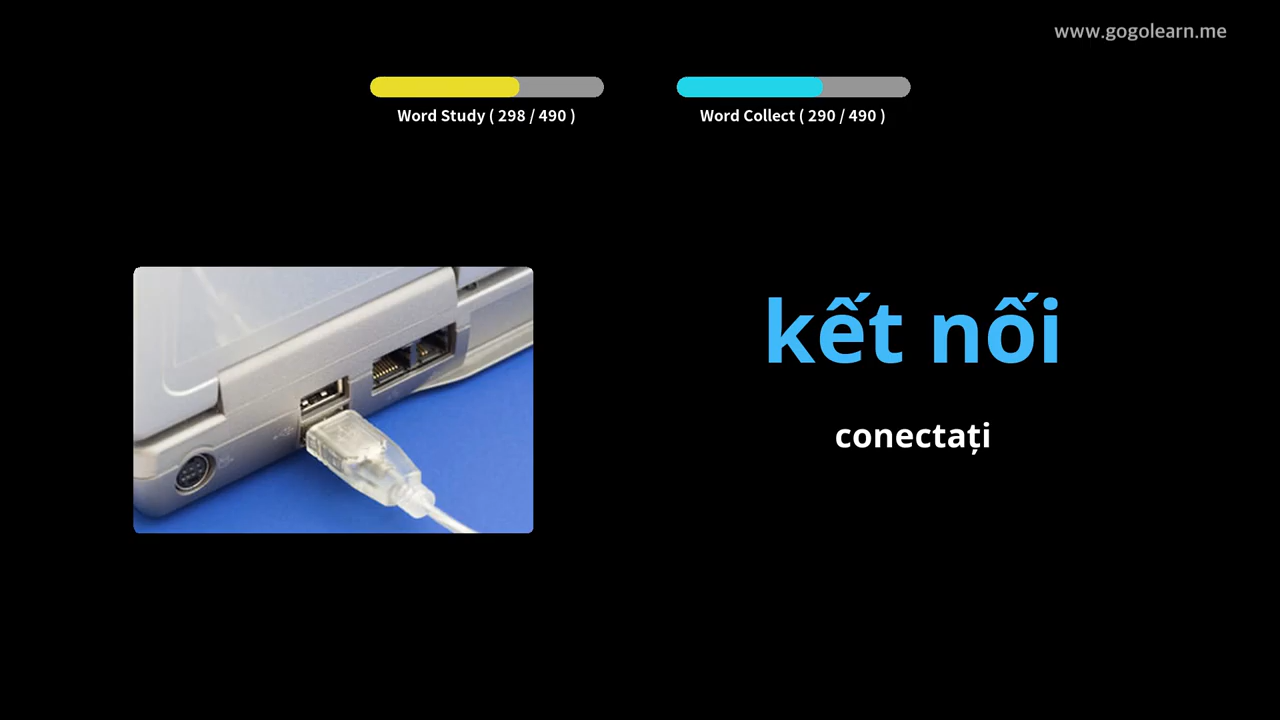 www.gogolearn.me
Word Study ( 298 / 490 )
Word Collect ( 290 / 490 )
kết nối
conectați